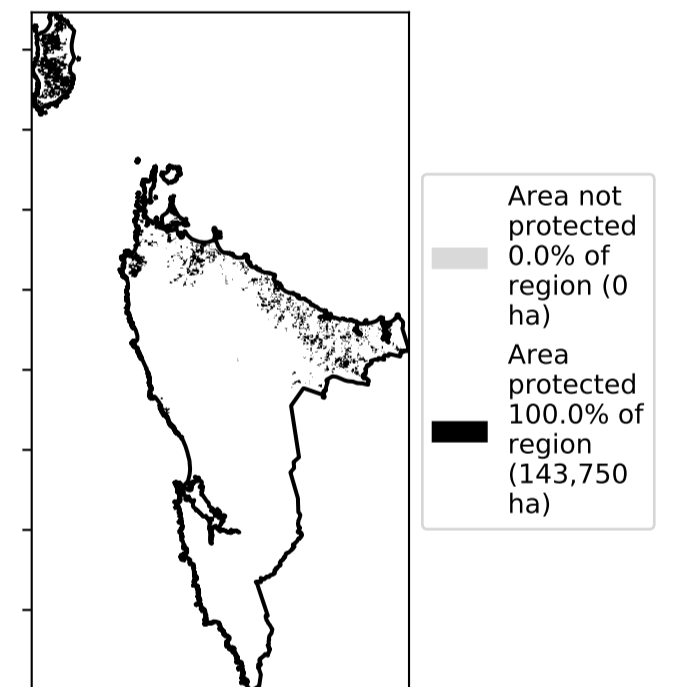 Area not
protected
0.0% of
region (0
ha)
Area
protected
100.0% of
region
(143,750
ha)